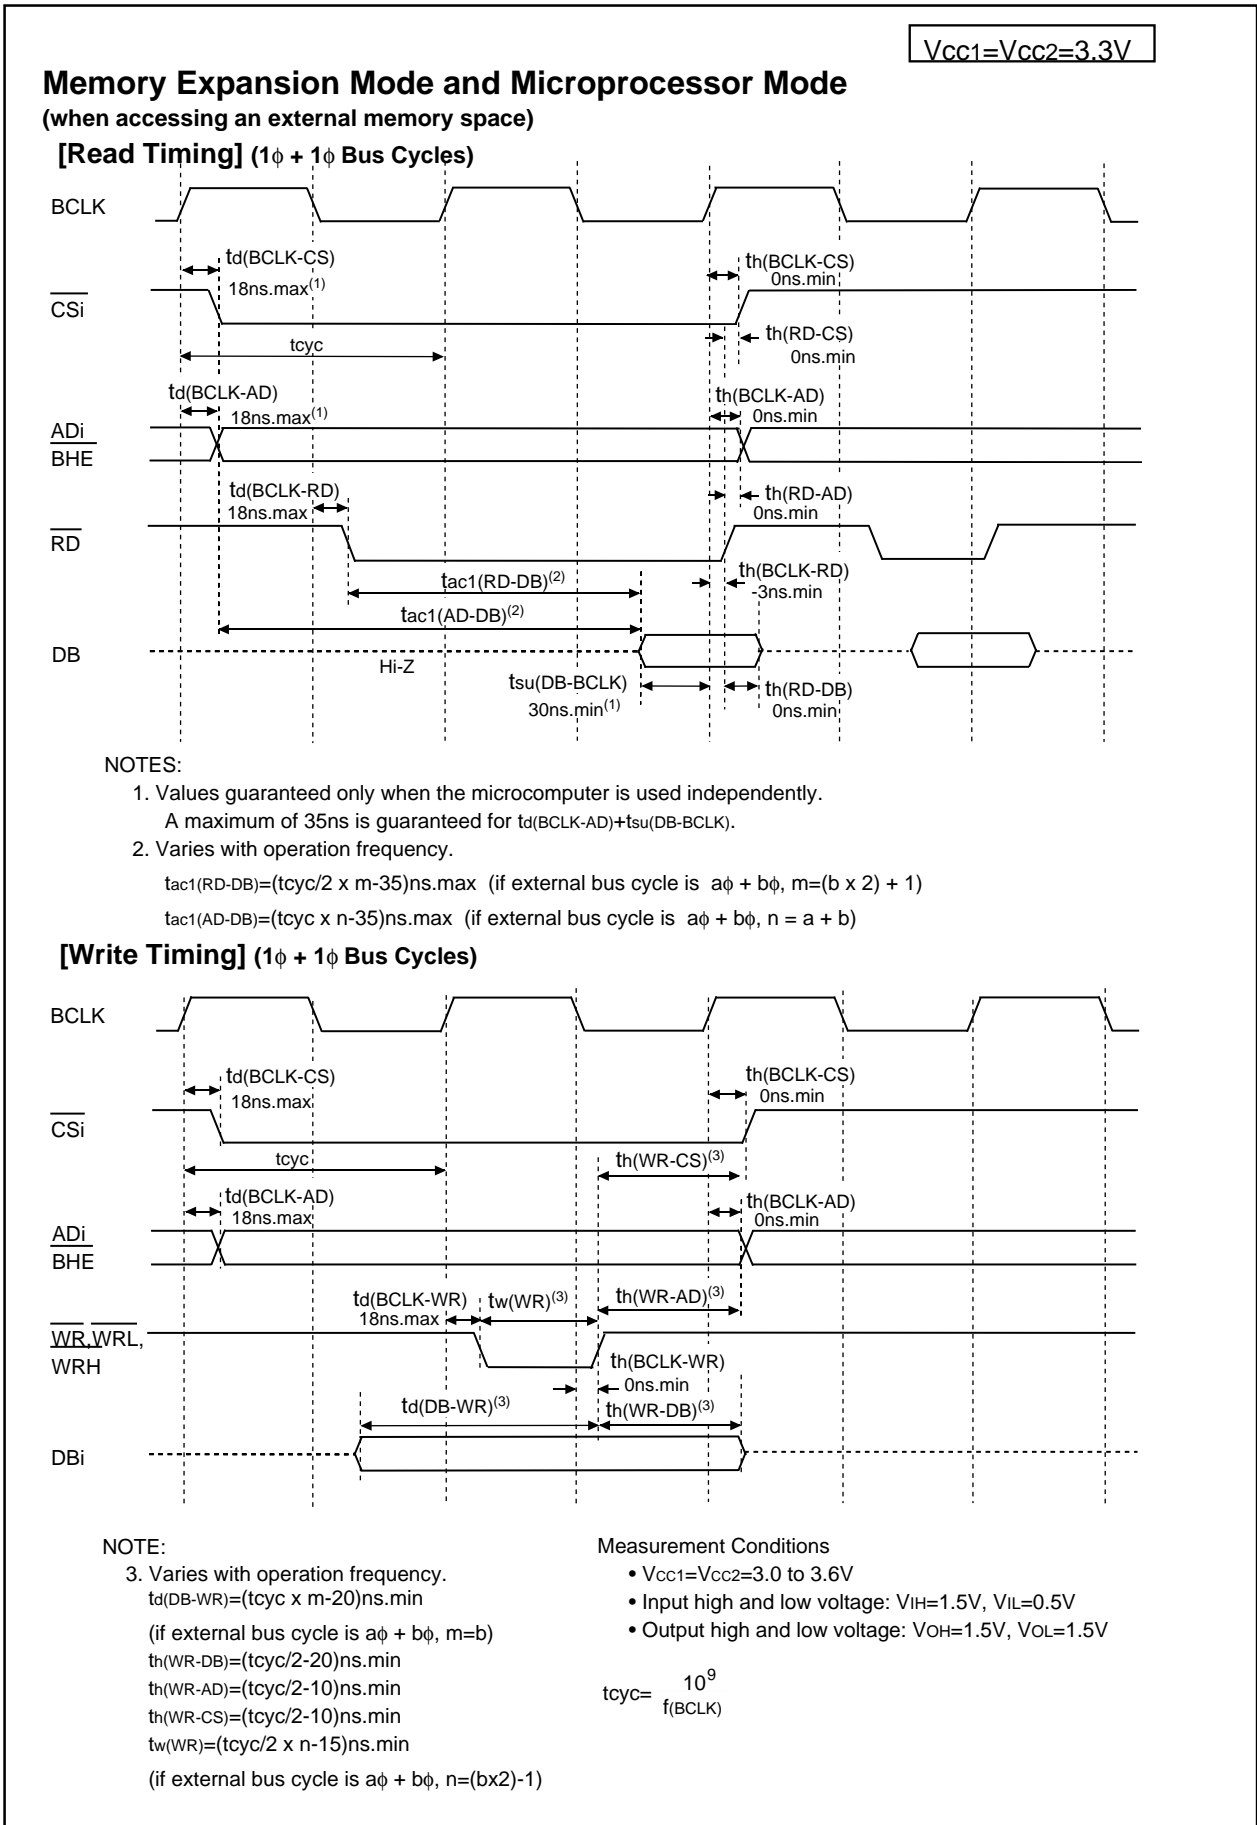 Vcc1=Vcc2=3.3V
Memory Expansion Mode and Microprocessor Mode
(when accessing an external memory space)
[Read Timing] (1ϕ + 1ϕ Bus Cycles)
BCLK
td(BCLK-CS)
18ns.max(1)
th(BCLK-CS)
0ns.min
CSi
th(RD-CS)
0ns.min
tcyc
td(BCLK-AD)
18ns.max(1)
th(BCLK-AD)
0ns.min
ADi
BHE
td(BCLK-RD)
18ns.max
th(RD-AD)
0ns.min
RD
th(BCLK-RD)
-3ns.min
tac1(RD-DB)(2)
tac1(AD-DB)(2)
DB
Hi-Z
tsu(DB-BCLK)
30ns.min(1)
th(RD-DB)
0ns.min
NOTES:
1. Values guaranteed only when the microcomputer is used independently.
A maximum of 35ns is guaranteed for td(BCLK-AD)+tsu(DB-BCLK).
2. Varies with operation frequency.
tac1(RD-DB)=(tcyc/2 x m-35)ns.max (if external bus cycle is aϕ + bϕ, m=(b x 2) + 1)
tac1(AD-DB)=(tcyc x n-35)ns.max (if external bus cycle is aϕ + bϕ, n = a + b)
[Write Timing] (1ϕ + 1ϕ Bus Cycles)
BCLK
td(BCLK-CS)
18ns.max
th(BCLK-CS)
0ns.min
CSi
tcyc
th(WR-CS)(3)
td(BCLK-AD)
18ns.max
th(BCLK-AD)
0ns.min
ADi
BHE
td(BCLK-WR)
18ns.max
tw(WR)(3)
th(WR-AD)(3)
WR,WRL,
WRH
th(BCLK-WR)
0ns.min
td(DB-WR)(3)
th(WR-DB)(3)
DBi
NOTE:
3. Varies with operation frequency.
td(DB-WR)=(tcyc x m-20)ns.min
(if external bus cycle is aϕ + bϕ, m=b)
th(WR-DB)=(tcyc/2-20)ns.min
th(WR-AD)=(tcyc/2-10)ns.min
th(WR-CS)=(tcyc/2-10)ns.min
tw(WR)=(tcyc/2 x n-15)ns.min
(if external bus cycle is aϕ + bϕ, n=(bx2)-1)
Measurement Conditions
• VCC1=VCC2=3.0 to 3.6V
• Input high and low voltage: VIH=1.5V, VIL=0.5V
• Output high and low voltage: VOH=1.5V, VOL=1.5V
tcyc= 10^9
f(BCLK)